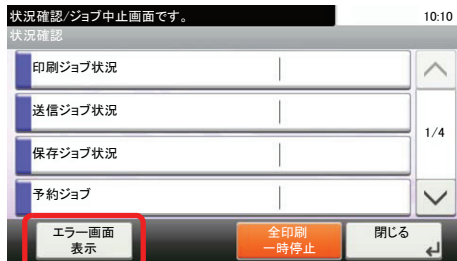 状況確認/ジョブ中止画面です。
10:10
状況確認
印刷ジョブ状況
送信ジョブ状況
1/4
保存ジョブ状況
予約ジョブ
エラー画面
表示
全印刷
一時停止
閉じる